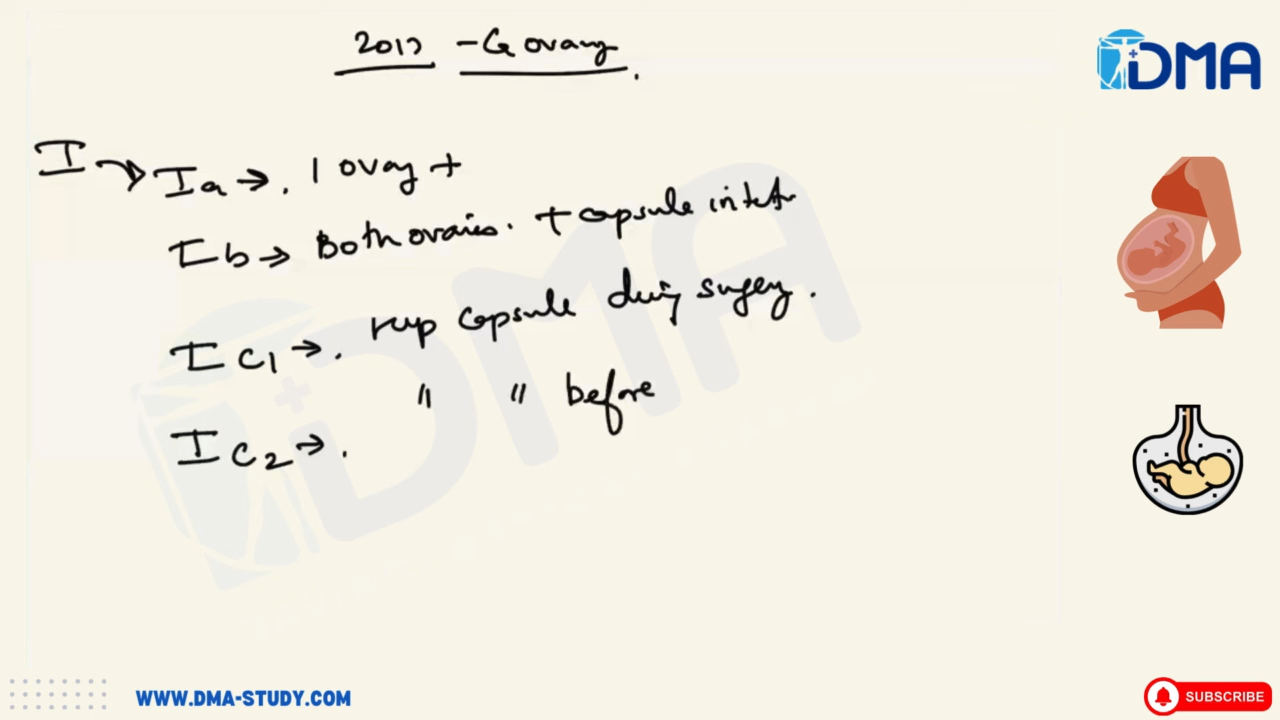 2017 - Ca ovary
DMA
I → Ia → . 1 ovary +
Ib → Both ovaries. + capsule intact
Ic1 → . rup capsule during surgery.
" " before
Ic2 → .
DMA
WWW.DMA-STUDY.COM
SUBSCRIBE